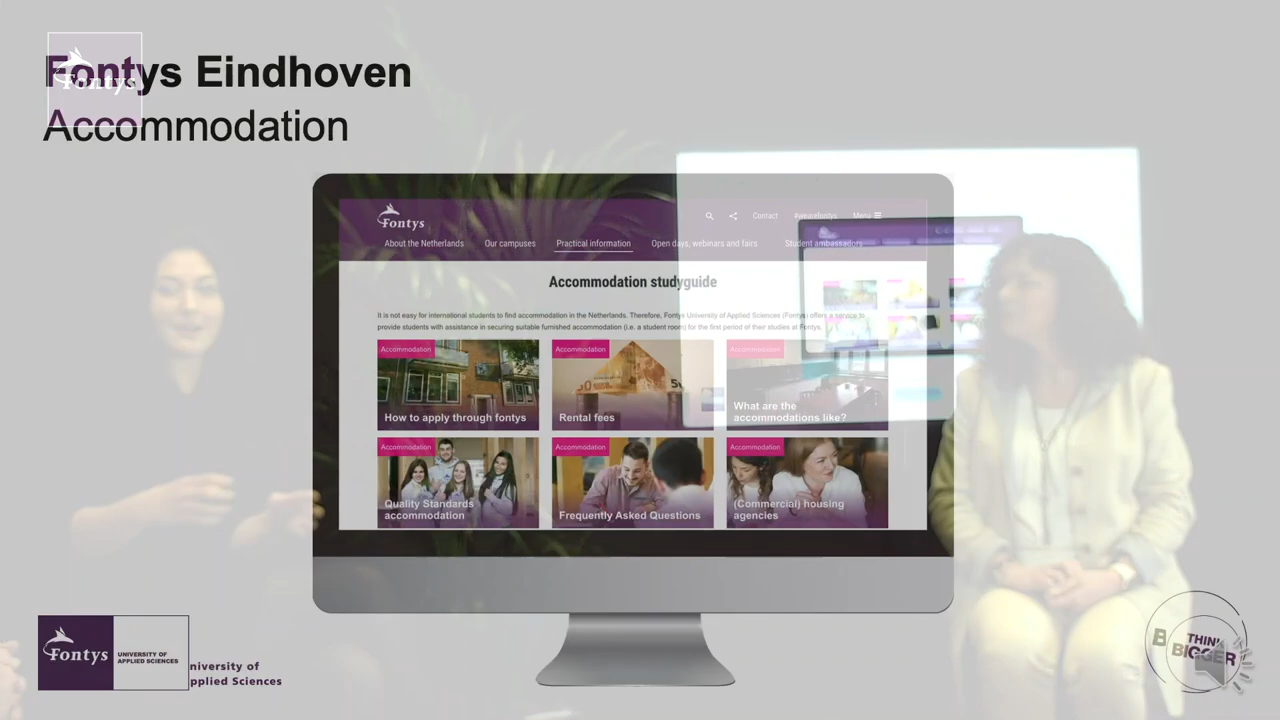 Fontys Eindhoven
Fontys
Accommodation
Fontys
Contact
#wearefontys
Menu
About the Netherlands
Our campuses
Practical information
Open days, webinars and fairs
Student ambassadors
Accommodation studyguide
It is not easy for international students to find accommodation in the Netherlands. Therefore, Fontys University of Applied Sciences (Fontys) offers a service to
provide students with assistance in securing suitable furnished accommodation (i.e. a student room) for the first period of their studies at Fontys.
Accommodation
How to apply through fontys
Accommodation
Rental fees
Accommodation
What are the
accommodations like?
Accommodation
Quality Standards
accommodation
Accommodation
Frequently Asked Questions
Accommodation
(Commercial) housing
agencies
Fontys
UNIVERSITY OF
APPLIED SCIENCES
niversity of
pplied Sciences
THINK
BIGGER